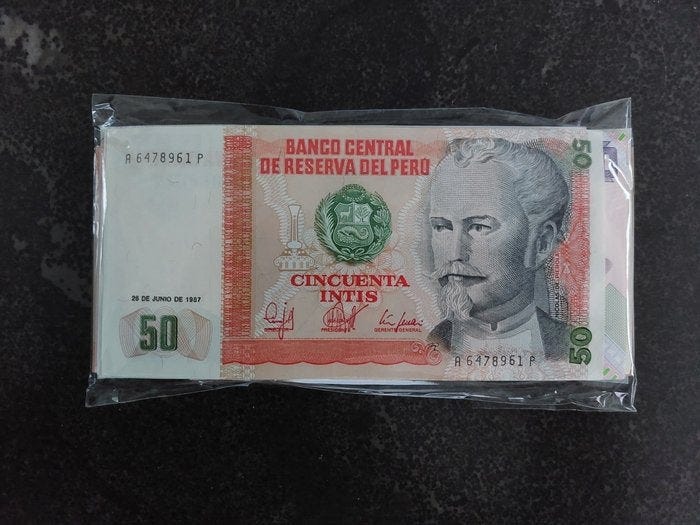 A 6478961 P
BANCO CENTRAL
DE RESERVA DEL PERÚ
50
CINCUENTA
INTIS
26 DE JUNIO DE 1987
50
PRESIDENTE
GERENTE GENERAL
A 6478961 P
50